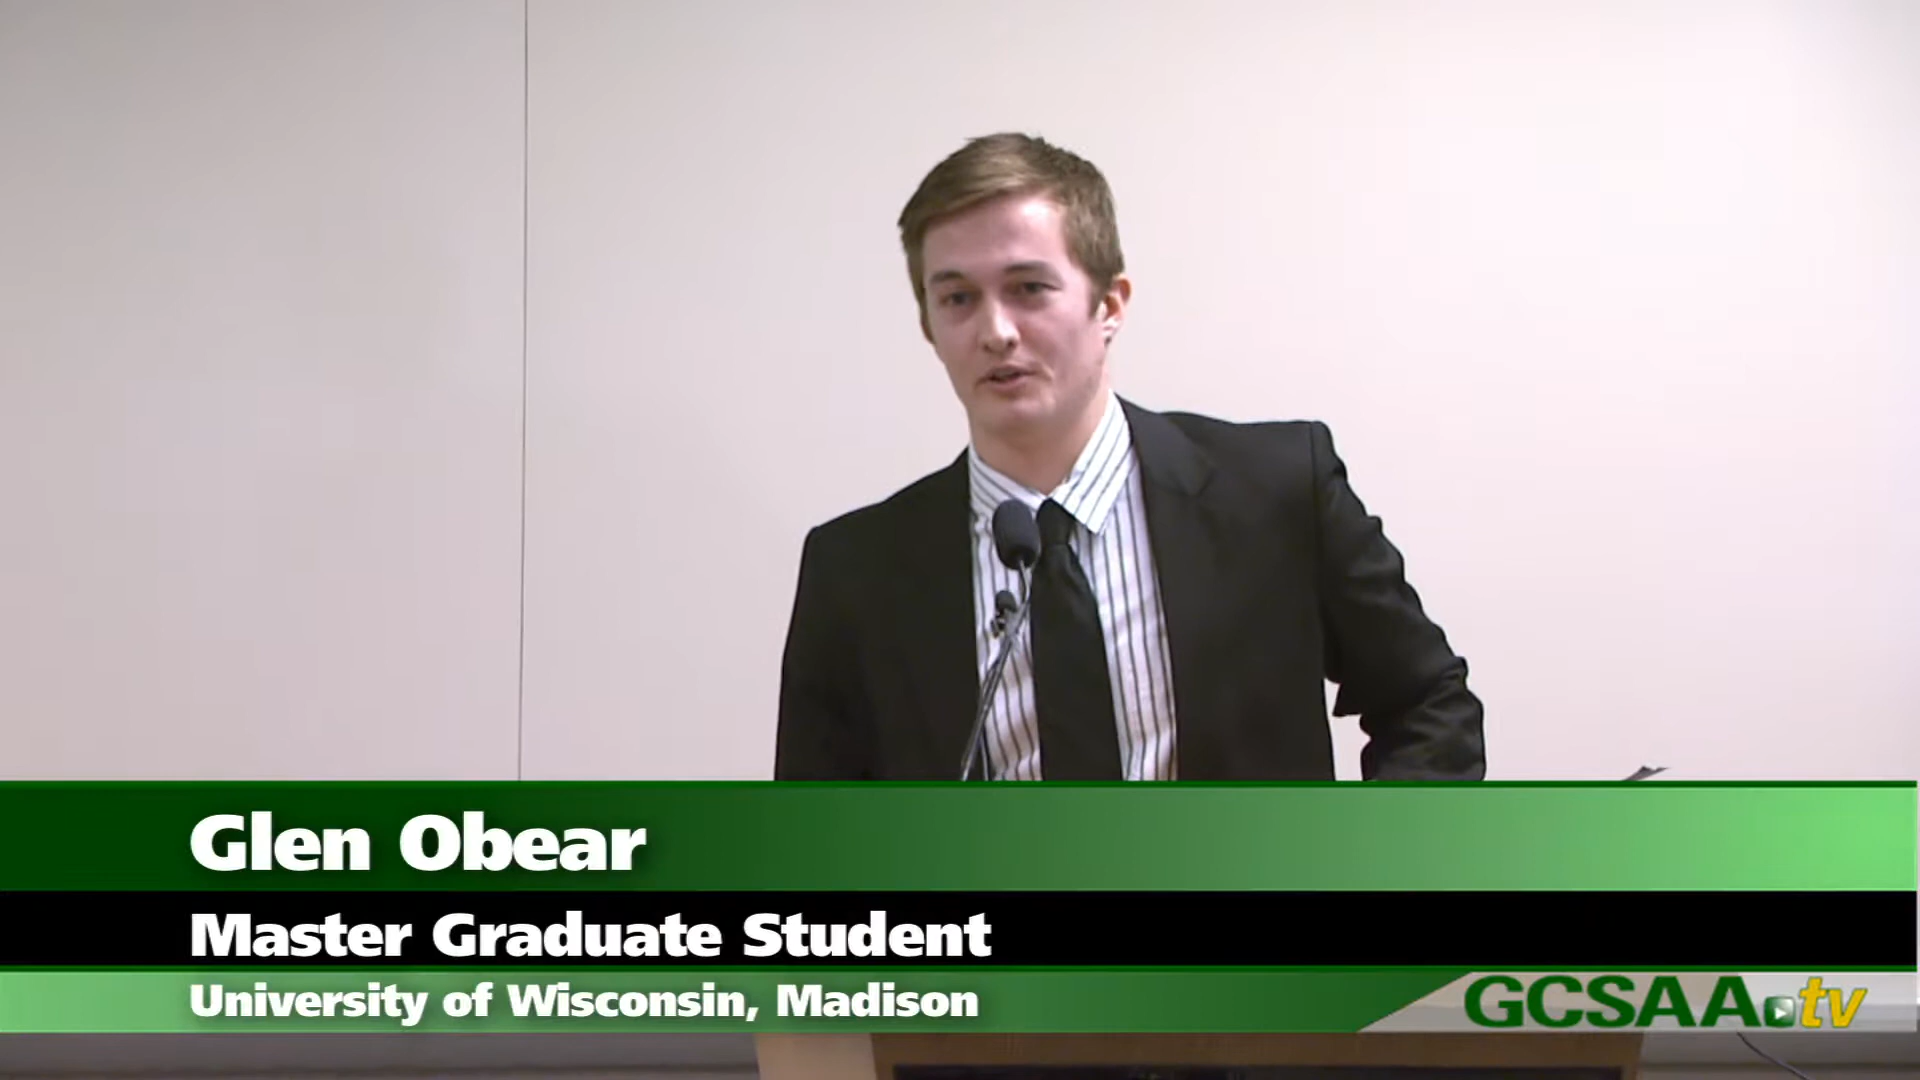 Glen Obear
Master Graduate Student
University of Wisconsin, Madison
GCSAA.tv